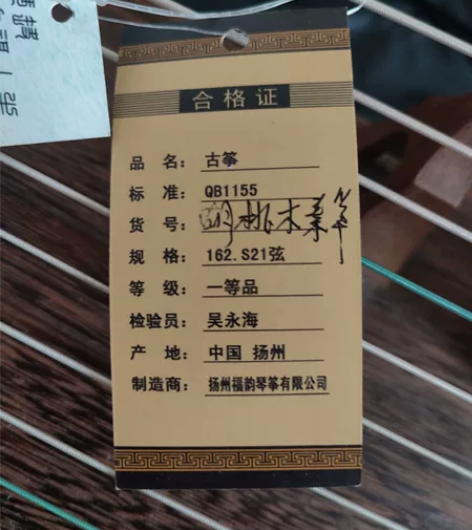 合格证
品 名： 古筝
标 准： QB1155
货 号： 胡桃木素筝
规 格： 162.S21弦
等 级： 一等品
检验员： 吴永海
产 地： 中国 扬州
制造商： 扬州福韵琴筝有限公司